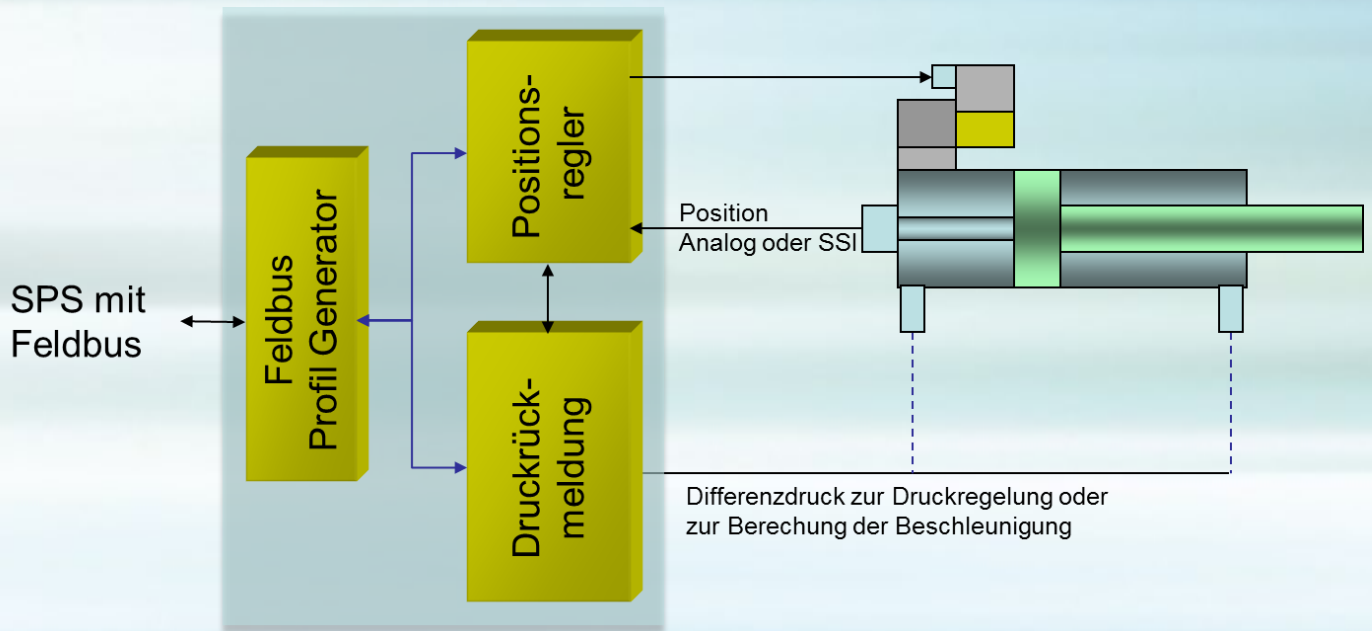 SPS mit
Feldbus
Feldbus
Profil Generator
Positions-
regler
Druckrück-
meldung
Position
Analog oder SSI
Differenzdruck zur Druckregelung oder
zur Berechung der Beschleunigung